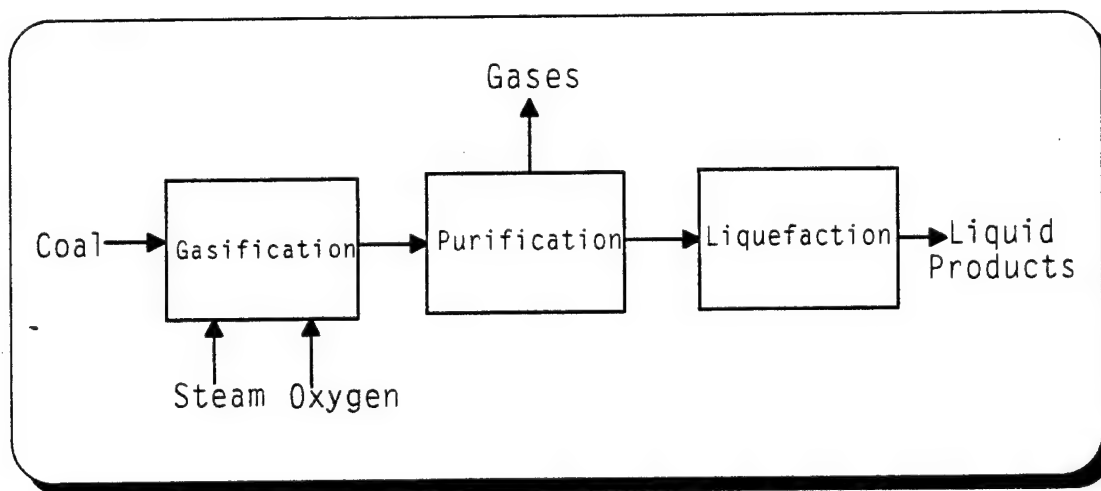 Gases
Coal
Gasification
Purification
Liquefaction
Liquid
Products
Steam Oxygen